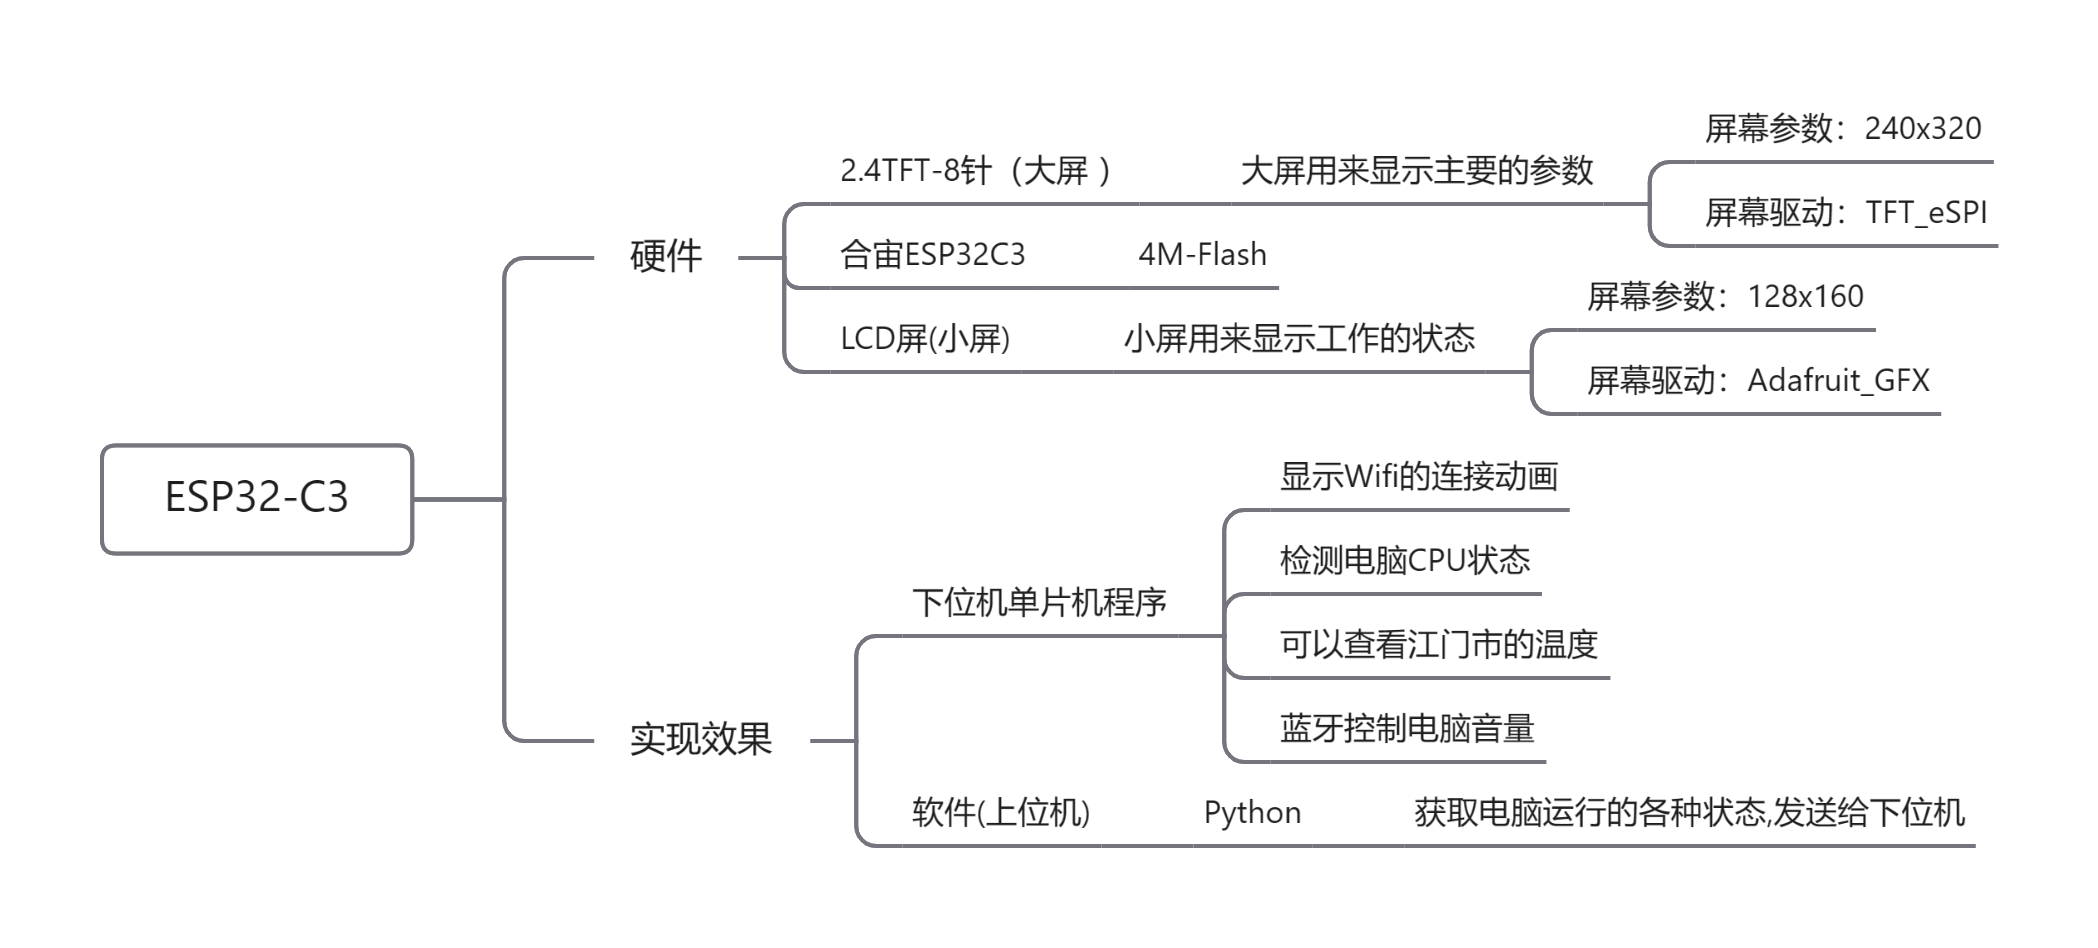 ESP32-C3
硬件
2.4TFT-8针（大屏 ）
大屏用来显示主要的参数
屏幕参数：240x320
屏幕驱动：TFT_eSPI
合宙ESP32C3
4M-Flash
LCD屏(小屏)
小屏用来显示工作的状态
屏幕参数：128x160
屏幕驱动：Adafruit_GFX
实现效果
下位机单片机程序
显示Wifi的连接动画
检测电脑CPU状态
可以查看江门市的温度
蓝牙控制电脑音量
软件(上位机)
Python
获取电脑运行的各种状态,发送给下位机